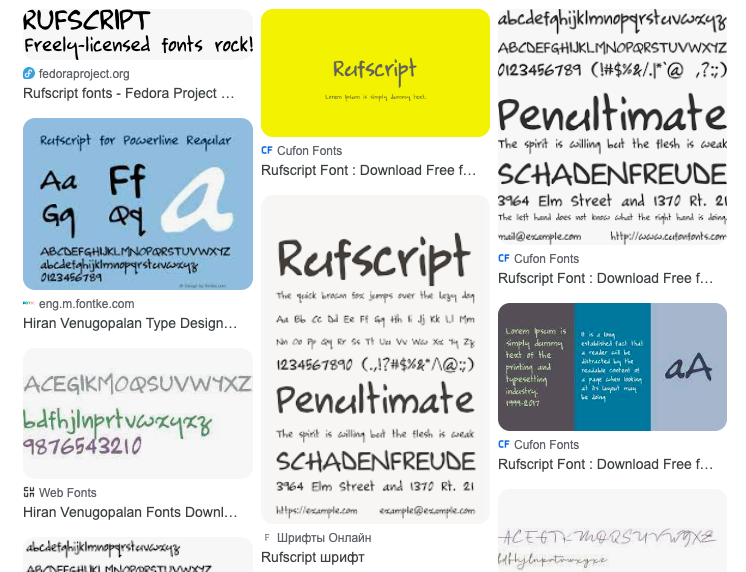 RUFSCRIPT
Freely-licensed fonts rock!
fedoraproject.org
Rufscript fonts - Fedora Project …
Rufscript for Powerline Regular
Aa Ff
Gg Qq
a
ABCDEFGHIJKLMNOPQRSTUVWXYZ
abcdefghijklmnopqrstuvwxyz
0123456789
eng.m.fontke.com
Hiran Venugopalan Type Design…
ACEGIKMOQSUVWYXZ
bdfhjlnprtvwxyz
9876543210
Web Fonts
Hiran Venugopalan Fonts Downl…
abcdefghijklmnopqrstuvwxyz
Rufscript
Lorem Ipsum is simply dummy text.
CF Cufon Fonts
Rufscript Font : Download Free f…
Rufscript
The quick brown fox jumps over the lazy dog
Aa Bb Cc Dd Ee Ff Gg Hh Ii Jj Kk Ll Mm
Nn Oo Pp Qq Rr Ss Tt Uu Vv Ww Xx Yy Zz
1234567890 (.,!?#$%&*/\@:;)
Penultimate
The spirit is willing but the flesh is weak
SCHADENFREUDE
3964 Elm Street and 1370 Rt. 21
https://example.com example@example.com
F Шрифты Онлайн
Rufscript шрифт
abcdefghijklmnopqrstuvwxyz
ABCDEFGHIJKLMNOPQRSTUVWXYZ
0123456789 (!#$%&/.|*`@ ,?:;)
Penultimate
The spirit is willing but the flesh is weak
SCHADENFREUDE
3964 Elm Street and 1370 Rt. 21
The left hand does not know what the right hand is doing
mail@example.com http://www.cufonfonts.com
CF Cufon Fonts
Rufscript Font : Download Free f…
Lorem Ipsum is
simply dummy
text of the
printing and
typesetting
industry.
1999-2017
It is a long
established fact that
a reader will be
distracted by the
readable content of
a page when looking
at its layout may
be doing
aA
CF Cufon Fonts
Rufscript Font : Download Free f…